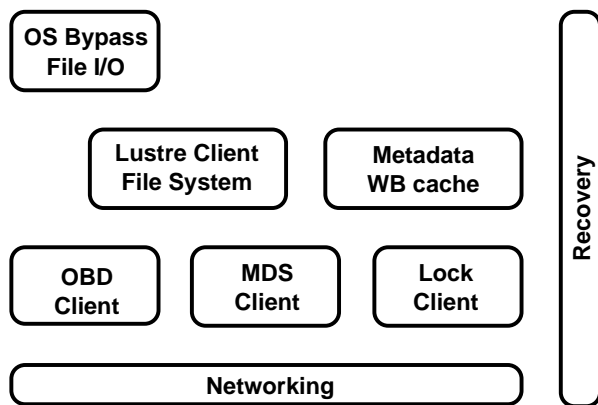 OS Bypass
File I/O
Lustre Client
File System
Metadata
WB cache
Recovery
OBD
Client
MDS
Client
Lock
Client
Networking